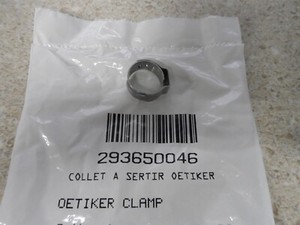 293650046
COLLET A SERTIR OETIKER
OETIKER CLAMP